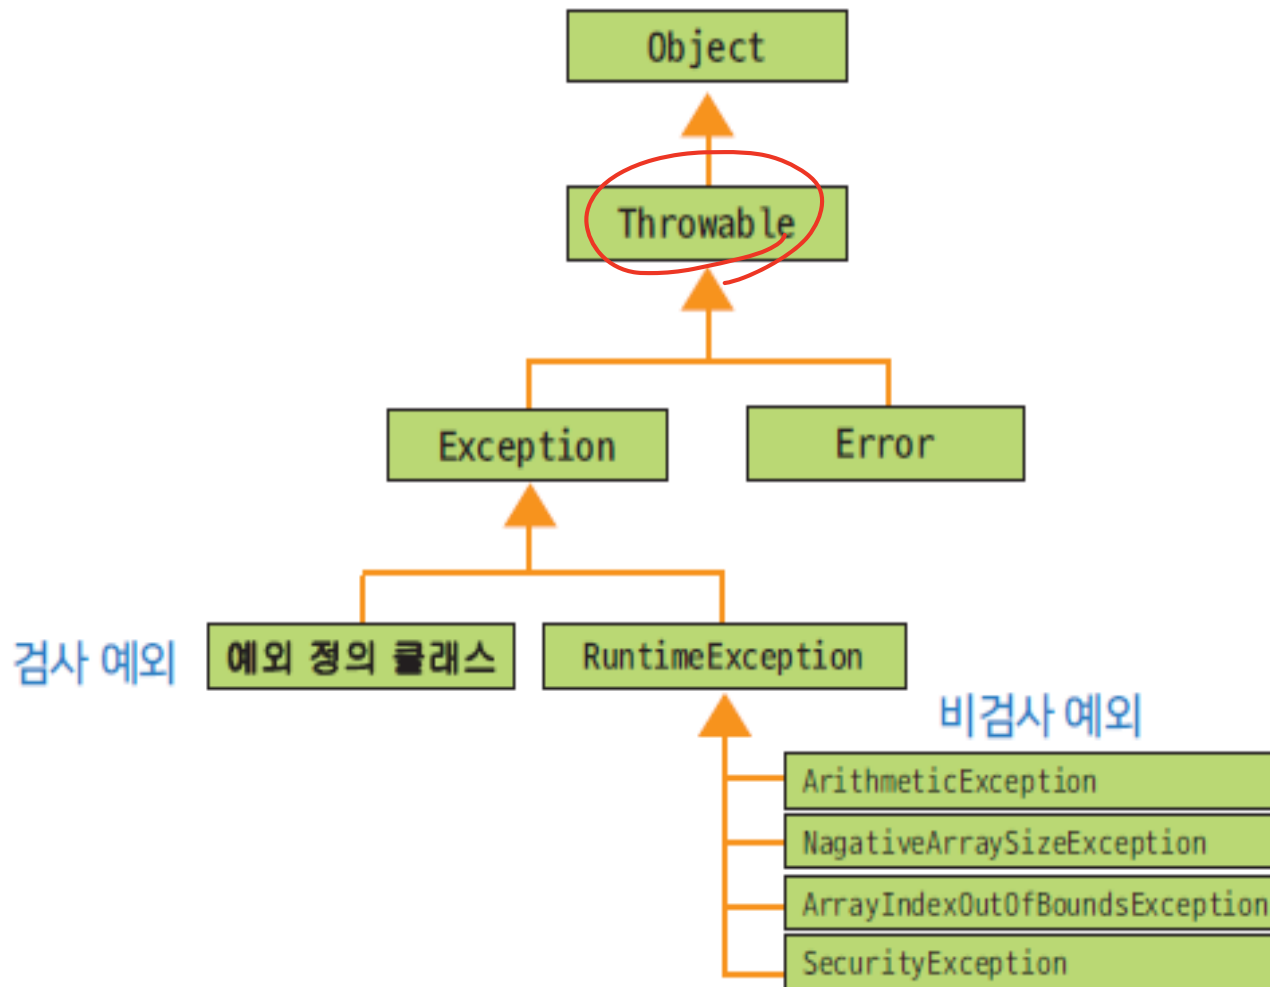 Object
Throwable
Exception
Error
검사 예외
예외 정의 클래스
RuntimeException
비검사 예외
ArithmeticException
NagativeArraySizeException
ArrayIndexOutOfBoundsException
SecurityException